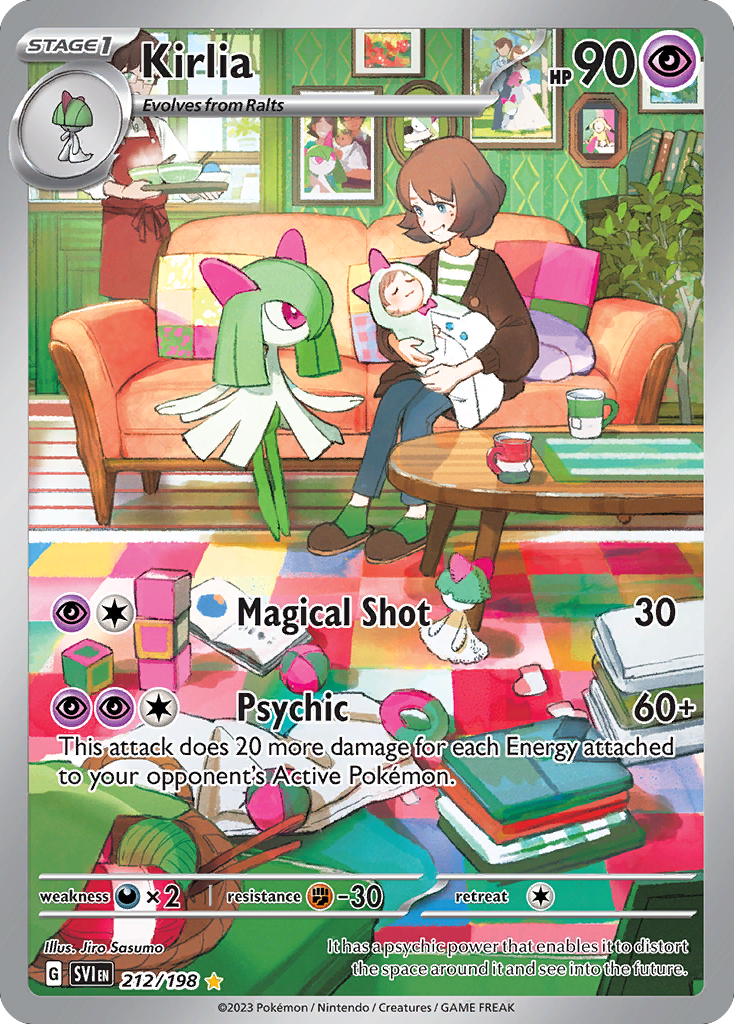 STAGE1
Kirlia
HP 90
Evolves from Ralts
Magical Shot 30
Psychic 60+
This attack does 20 more damage for each Energy attached
to your opponent's Active Pokémon.
weakness ×2 resistance -30 retreat
Illus. Jiro Sasumo
It has a psychic power that enables it to distort
the space around it and see into the future.
G SVI EN 212/198
©2023 Pokémon / Nintendo / Creatures / GAME FREAK